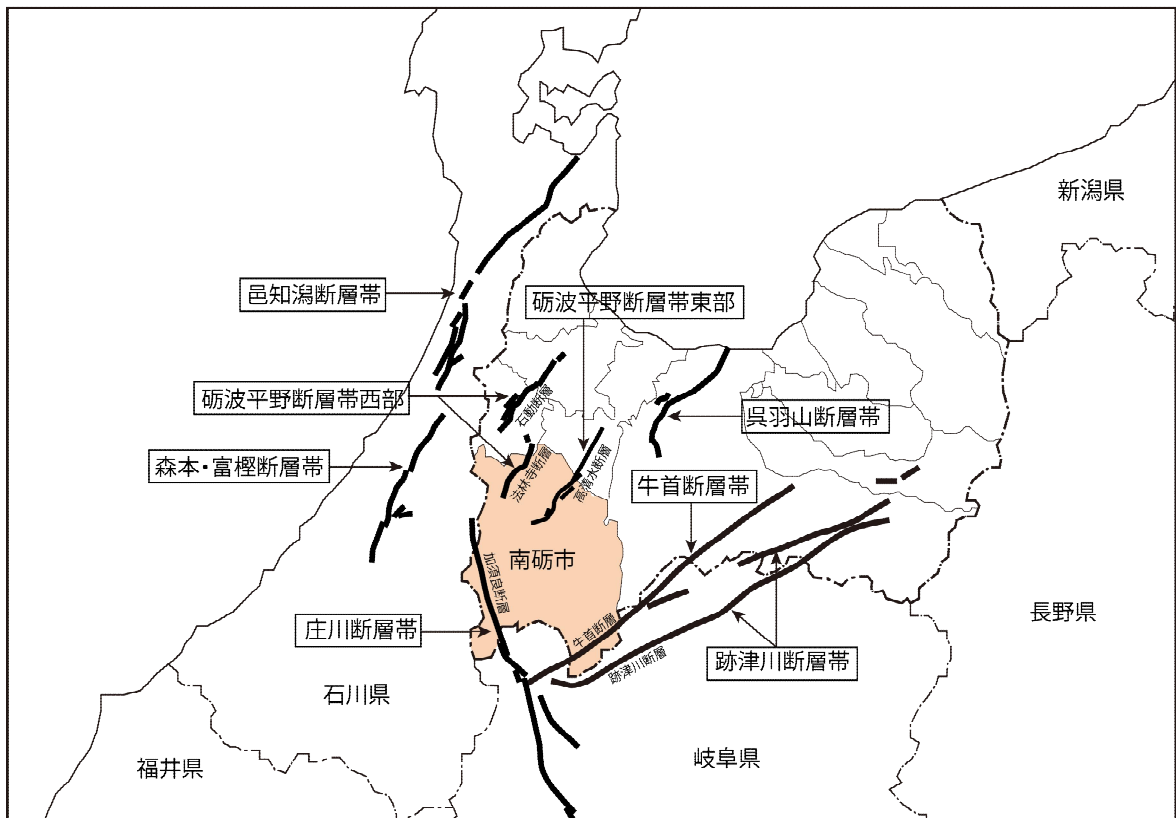 新潟県
邑知潟断層帯
砺波平野断層帯東部
砺波平野断層帯西部
石動断層
呉羽山断層帯
森本・富樫断層帯
法林寺断層
高清水断層
牛首断層帯
南砺市
加須良断層
長野県
庄川断層帯
牛首断層
跡津川断層
跡津川断層帯
石川県
岐阜県
福井県